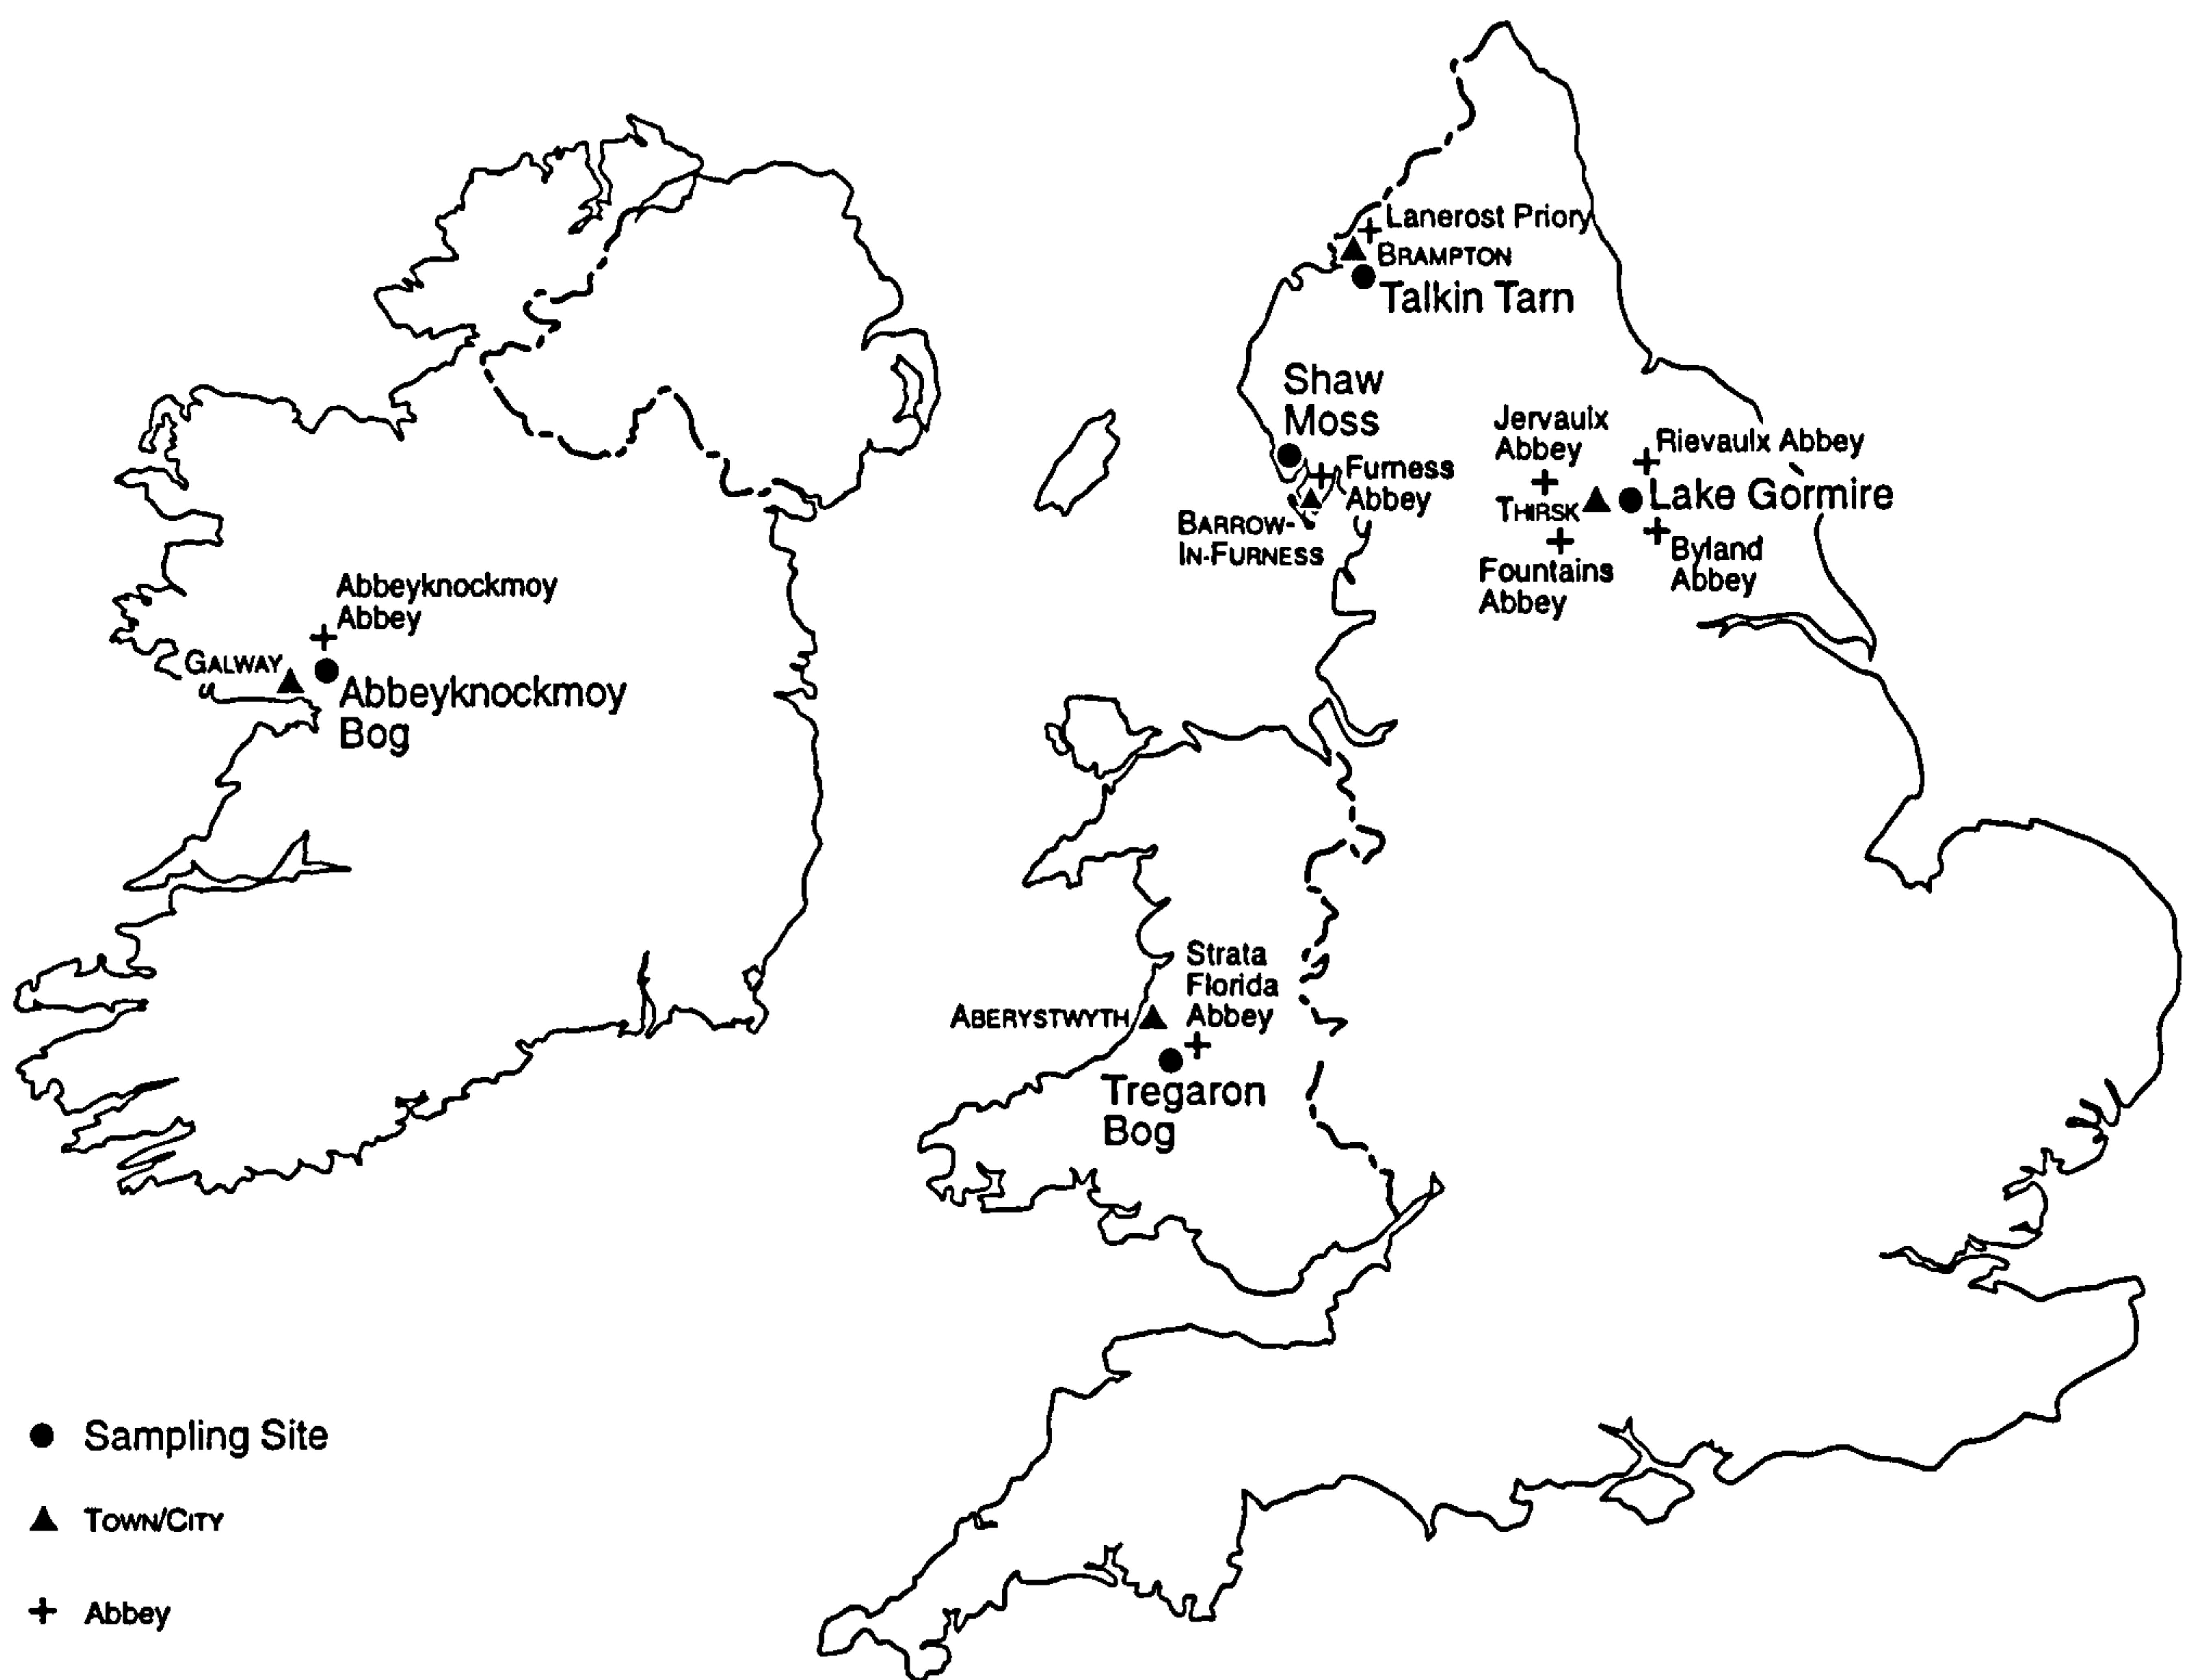 Lanerost Priory
BRAMPTON
Talkin Tarn
Shaw
Moss
Furness
Abbey
BARROW-
IN-FURNESS
Jervaulx
Abbey
Rievaulx Abbey
THIRSK
Lake Gormire
Fountains
Abbey
Byland
Abbey
Abbeyknockmoy
Abbey
GALWAY
Abbeyknockmoy
Bog
Strata
Florida
Abbey
ABERYSTWYTH
Tregaron
Bog
Sampling Site
TOWN/CITY
Abbey